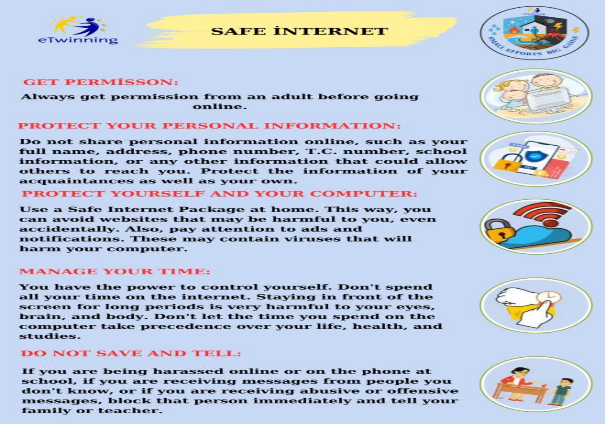 eTwinning
SAFE İNTERNET
SMALL EFFORTS BIG GAINS
GET PERMİSSON:
Always get permission from an adult before going
online.
PROTECT YOUR PERSONAL INFORMATION:
Do not share personal information online, such as your
full name, address, phone number, T.C. number, school
information, or any other information that could allow
others to reach you. Protect the information of your
acquaintances as well as your own.
PROTECT YOURSELF AND YOUR COMPUTER:
Use a Safe Internet Package at home. This way, you
can avoid websites that may be harmful to you, even
accidentally. Also, pay attention to ads and
notifications. These may contain viruses that will
harm your computer.
MANAGE YOUR TIME:
You have the power to control yourself. Don't spend
all your time on the internet. Staying in front of the
screen for long periods is very harmful to your eyes,
brain, and body. Don't let the time you spend on the
computer take precedence over your life, health, and
studies.
DO NOT SAVE AND TELL:
If you are being harassed online or on the phone at
school, if you are receiving messages from people you
don't know, or if you are receiving abusive or offensive
messages, block that person immediately and tell your
family or teacher.